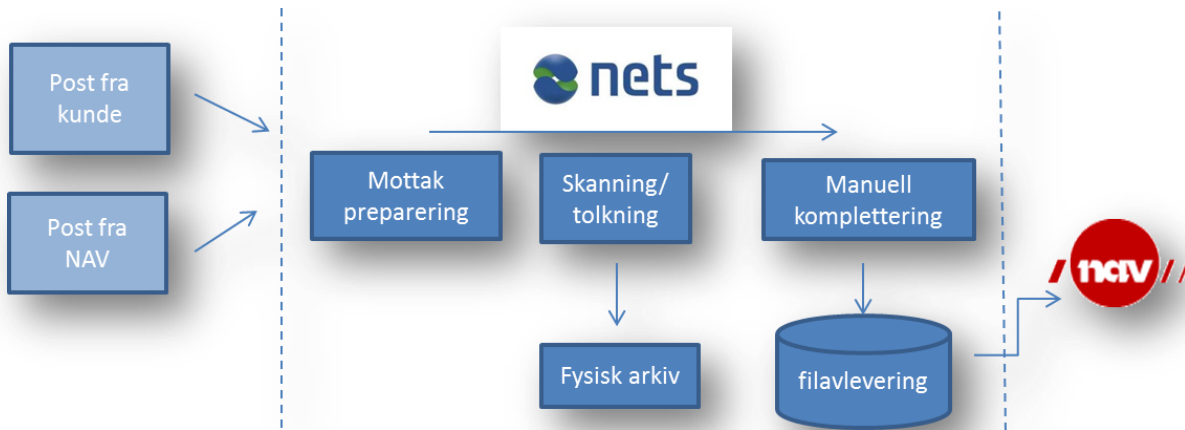 Post fra
kunde
Post fra
NAV
nets
Mottak
preparering
Skanning/
tolkning
Manuell
komplettering
Fysisk arkiv
filavlevering
nav